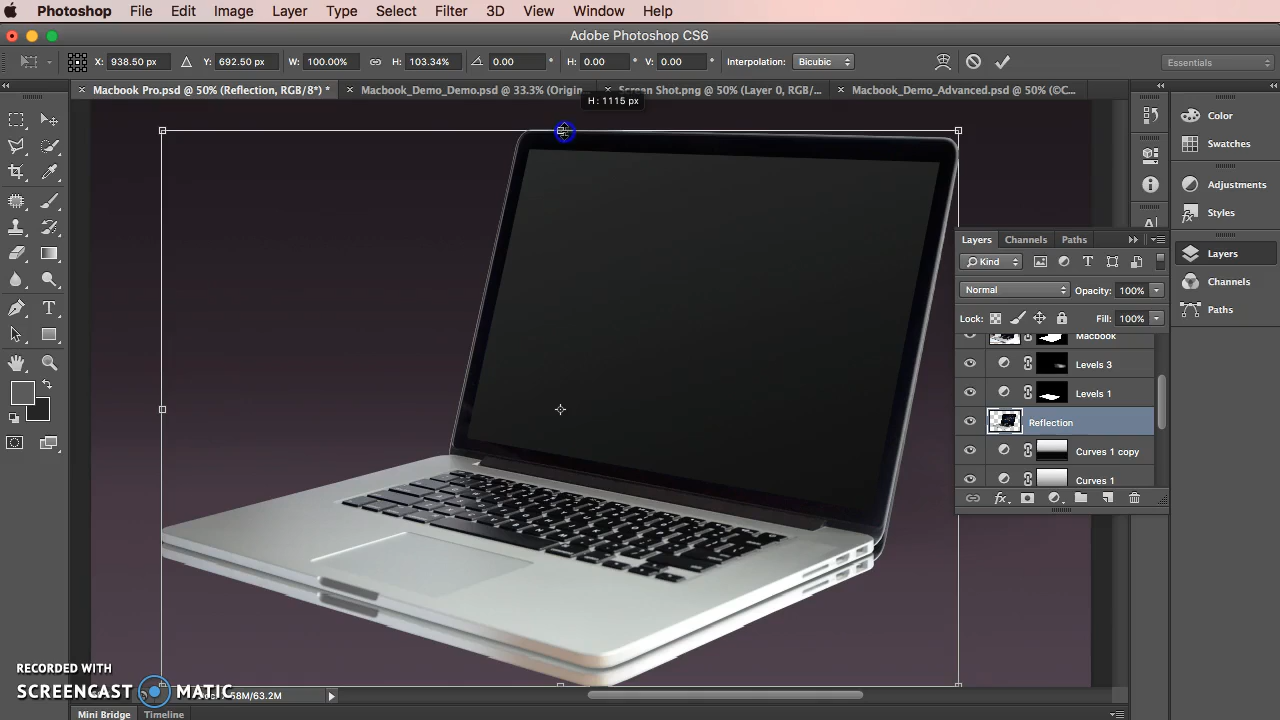 Photoshop File Edit Image Layer Type Select Filter 3D View Window Help
Adobe Photoshop CS6
X: 938.50 px Y: 692.50 px W: 100.00% H: 103.34% 0.00 ° H: 0.00 ° V: 0.00 ° Interpolation: Bicubic Essentials
Macbook Pro.psd @ 50% (Reflection, RGB/8*) * Macbook_Demo_Demo.psd @ 33.3% (Origin... Screen Shot.png @ 50% (Layer 0, RGB/... Macbook_Demo_Advanced.psd @ 50% (©C...
H: 1115 px
Color
Swatches
Adjustments
Styles
Layers
Channels
Paths
Layers Channels Paths
Kind
Normal Opacity: 100%
Lock: Fill: 100%
Macbook
Levels 3
Levels 1
Reflection
Curves 1 copy
Curves 1
RECORDED WITH
SCREENCAST MATIC
68M/63.2M
Mini Bridge Timeline